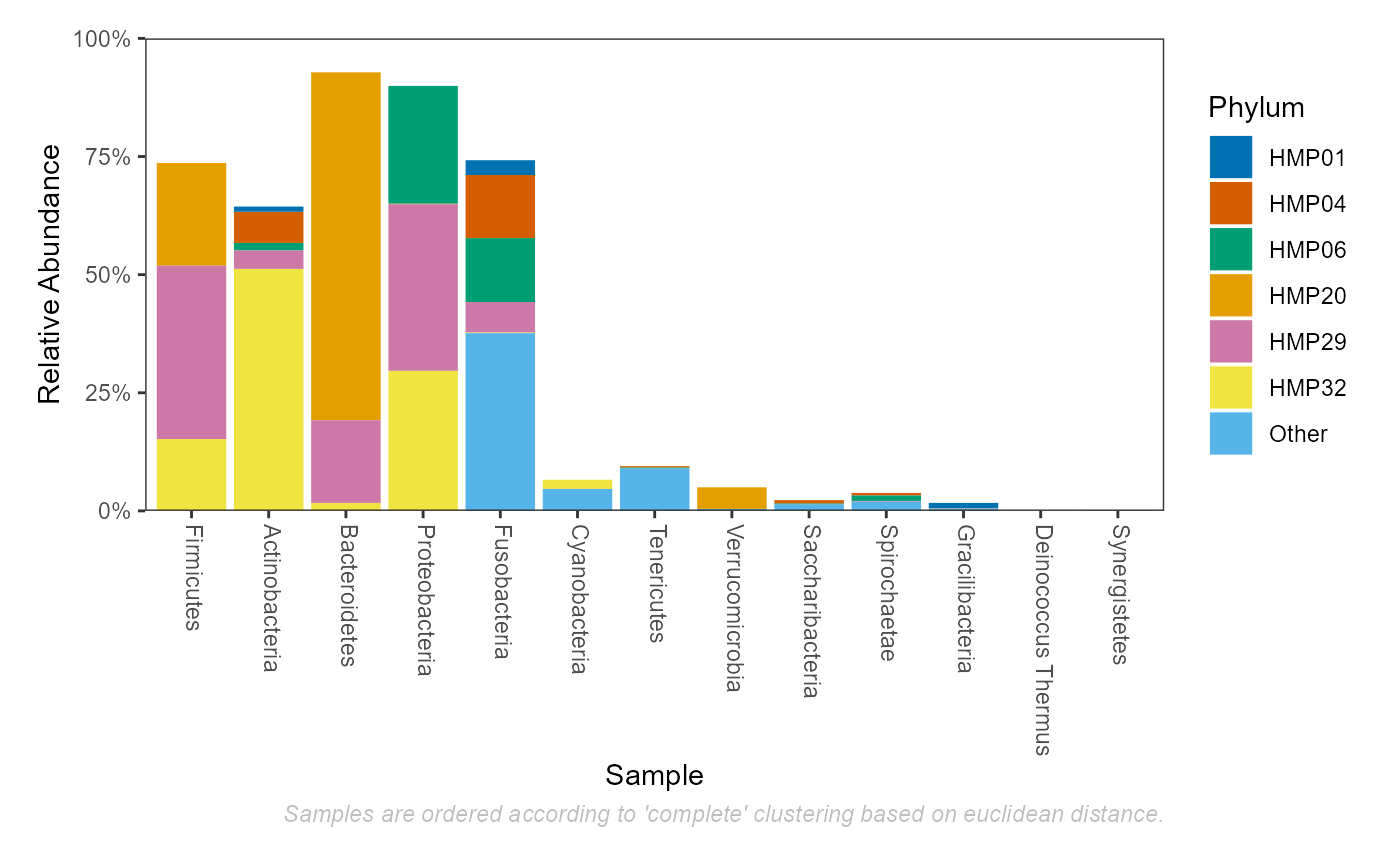 100%
75%
50%
25%
0%
Relative Abundance
Firmicutes
Actinobacteria
Bacteroidetes
Proteobacteria
Fusobacteria
Cyanobacteria
Tenericutes
Verrucomicrobia
Saccharibacteria
Spirochaetae
Gracilibacteria
Deinococcus Thermus
Synergistetes
Sample
Samples are ordered according to 'complete' clustering based on euclidean distance.
Phylum
HMP01
HMP04
HMP06
HMP20
HMP29
HMP32
Other